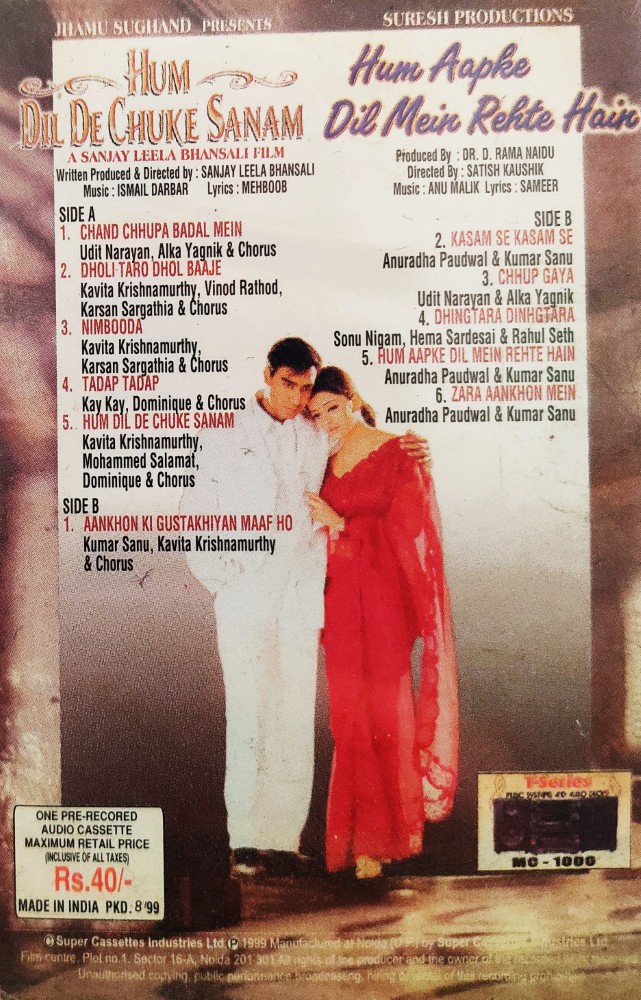 JHAMU SUGHAND PRESENTS
HUM
DIL DE CHUKE SANAM
A SANJAY LEELA BHANSALI FILM
Written Produced & Directed by : SANJAY LEELA BHANSALI
Music : ISMAIL DARBAR Lyrics : MEHBOOB
SIDE A
1. CHAND CHHUPA BADAL MEIN
Udit Narayan, Alka Yagnik & Chorus
2. DHOLI TARO DHOL BAAJE
Kavita Krishnamurthy, Vinod Rathod,
Karsan Sargathia & Chorus
3. NIMBOODA
Kavita Krishnamurthy,
Karsan Sargathia & Chorus
4. TADAP TADAP
Kay Kay, Dominique & Chorus
5. HUM DIL DE CHUKE SANAM
Kavita Krishnamurthy,
Mohammed Salamat,
Dominique & Chorus
SIDE B
1. AANKHON KI GUSTAKHIYAN MAAF HO
Kumar Sanu, Kavita Krishnamurthy
& Chorus
SURESH PRODUCTIONS
Hum Aapke
Dil Mein Rehte Hain
Produced By : DR. D. RAMA NAIDU
Directed By : SATISH KAUSHIK
Music : ANU MALIK Lyrics : SAMEER
SIDE B
2. KASAM SE KASAM SE
Anuradha Paudwal & Kumar Sanu
3. CHHUP GAYA
Udit Narayan & Alka Yagnik
4. DHINGTARA DINHGTARA
Sonu Nigam, Hema Sardesai & Rahul Seth
5. HUM AAPKE DIL MEIN REHTE HAIN
Anuradha Paudwal & Kumar Sanu
6. ZARA AANKHON MEIN
Anuradha Paudwal & Kumar Sanu
ONE PRE-RECORED
AUDIO CASSETTE
MAXIMUM RETAIL PRICE
(INCLUSIVE OF ALL TAXES)
Rs.40/-
MADE IN INDIA PKD. 8'99
T-Series
MC - 1000
© Super Cassettes Industries Ltd ℗ 1999 Manufactured at Noida (U.P.) by Super Cassettes Industries Ltd.
Film centre, Plot no.1, Sector 16-A, Noida 201 301 All rights of the producer and the owner of the recorded
Unauthorised copying, public performance broadcasting, hiring or rental of this recording prohibited